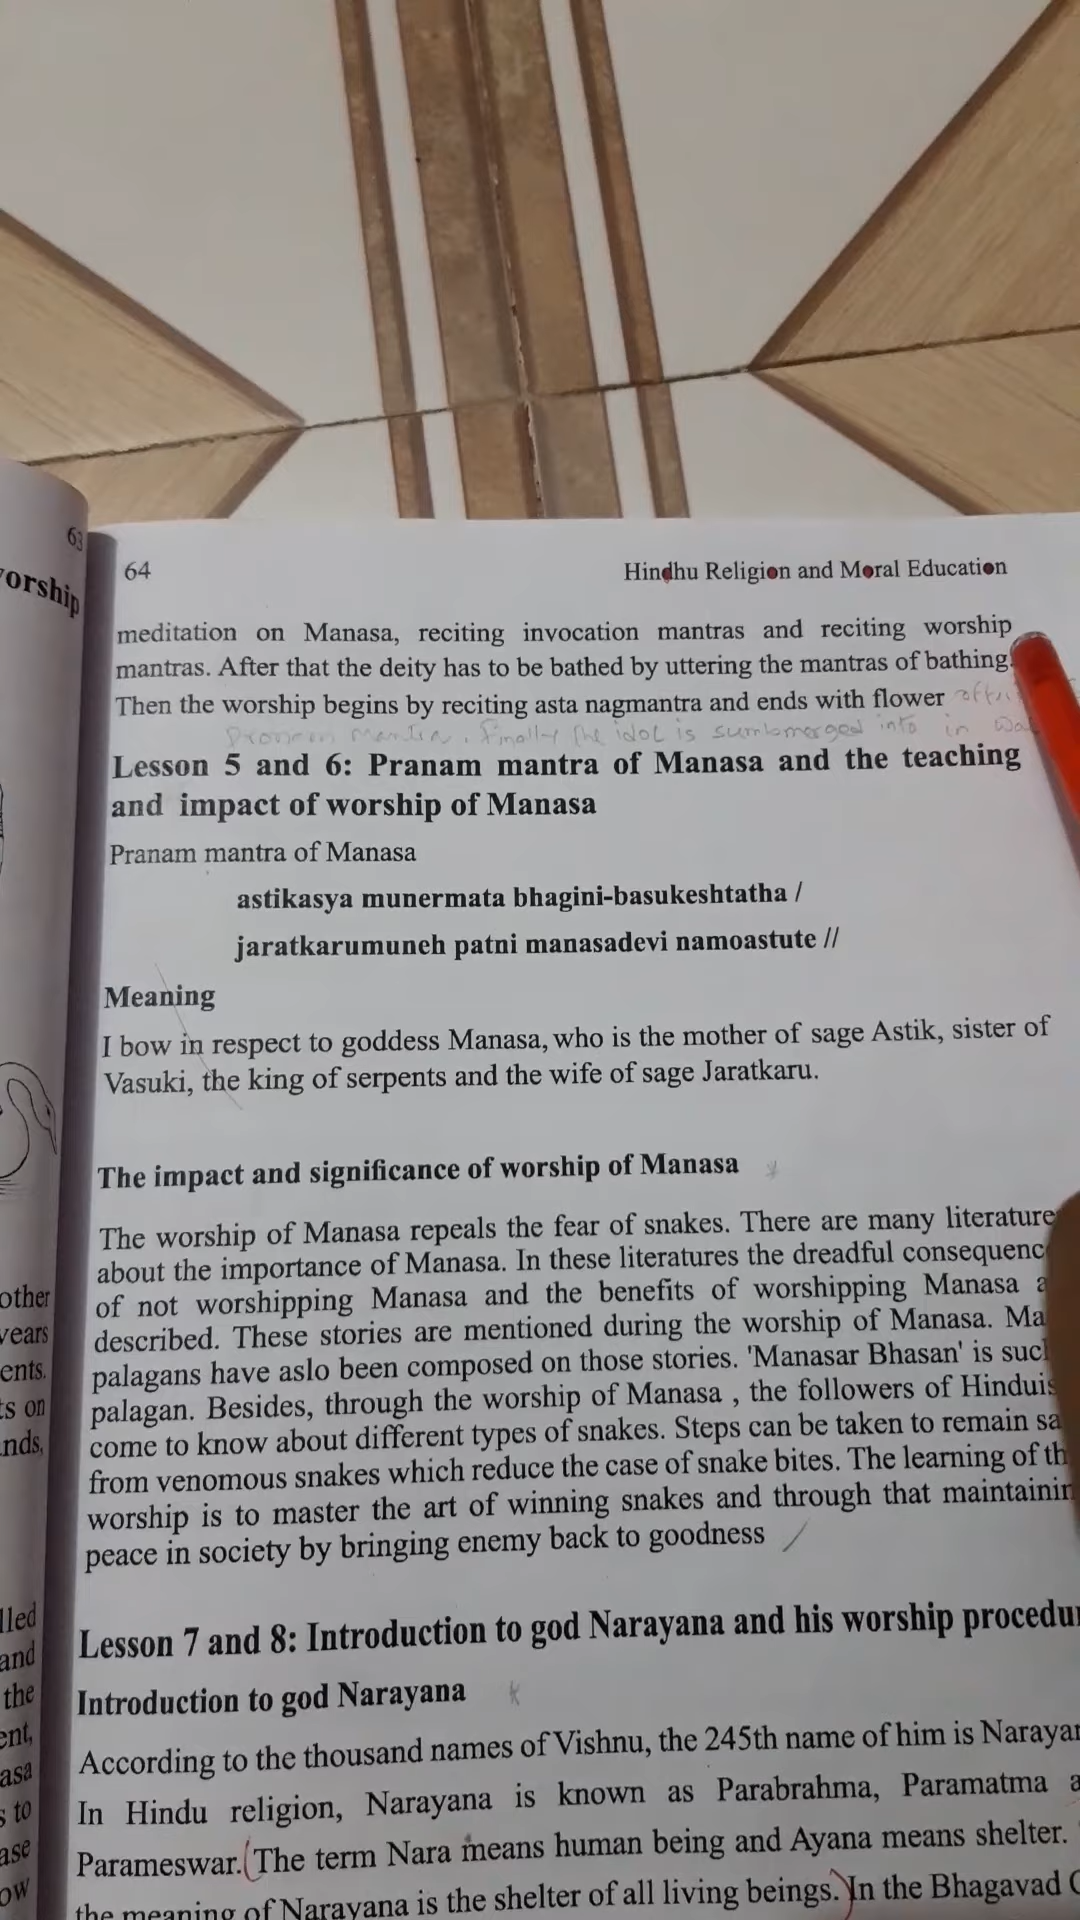 63
orship
other
years
ents.
ts on
nds,
lled
and
the
ent,
asa
s to
ase
ow
64
Hindhu Religion and Moral Education
meditation on Manasa, reciting invocation mantras and reciting worship
mantras. After that the deity has to be bathed by uttering the mantras of bathing.
Then the worship begins by reciting asta nagmantra and ends with flower
mantra. Finally the idol is sumbmerged into in
Lesson 5 and 6: Pranam mantra of Manasa and the teaching
and impact of worship of Manasa
Pranam mantra of Manasa
astikasya munermata bhagini-basukeshtatha /
jaratkarumuneh patni manasadevi namoastute //
Meaning
I bow in respect to goddess Manasa, who is the mother of sage Astik, sister of
Vasuki, the king of serpents and the wife of sage Jaratkaru.
The impact and significance of worship of Manasa
The worship of Manasa repeals the fear of snakes. There are many literature
about the importance of Manasa. In these literatures the dreadful consequenc
of not worshipping Manasa and the benefits of worshipping Manasa a
described. These stories are mentioned during the worship of Manasa. Ma
palagans have aslo been composed on those stories. 'Manasar Bhasan' is such
palagan. Besides, through the worship of Manasa , the followers of Hinduis
come to know about different types of snakes. Steps can be taken to remain sa
from venomous snakes which reduce the case of snake bites. The learning of th
worship is to master the art of winning snakes and through that maintainin
peace in society by bringing enemy back to goodness
Lesson 7 and 8: Introduction to god Narayana and his worship procedu
Introduction to god Narayana
According to the thousand names of Vishnu, the 245th name of him is Narayan
In Hindu religion, Narayana is known as Parabrahma, Paramatma a
Parameswar. (The term Nara means human being and Ayana means shelter.
the meaning of Narayana is the shelter of all living beings.) In the Bhagavad G